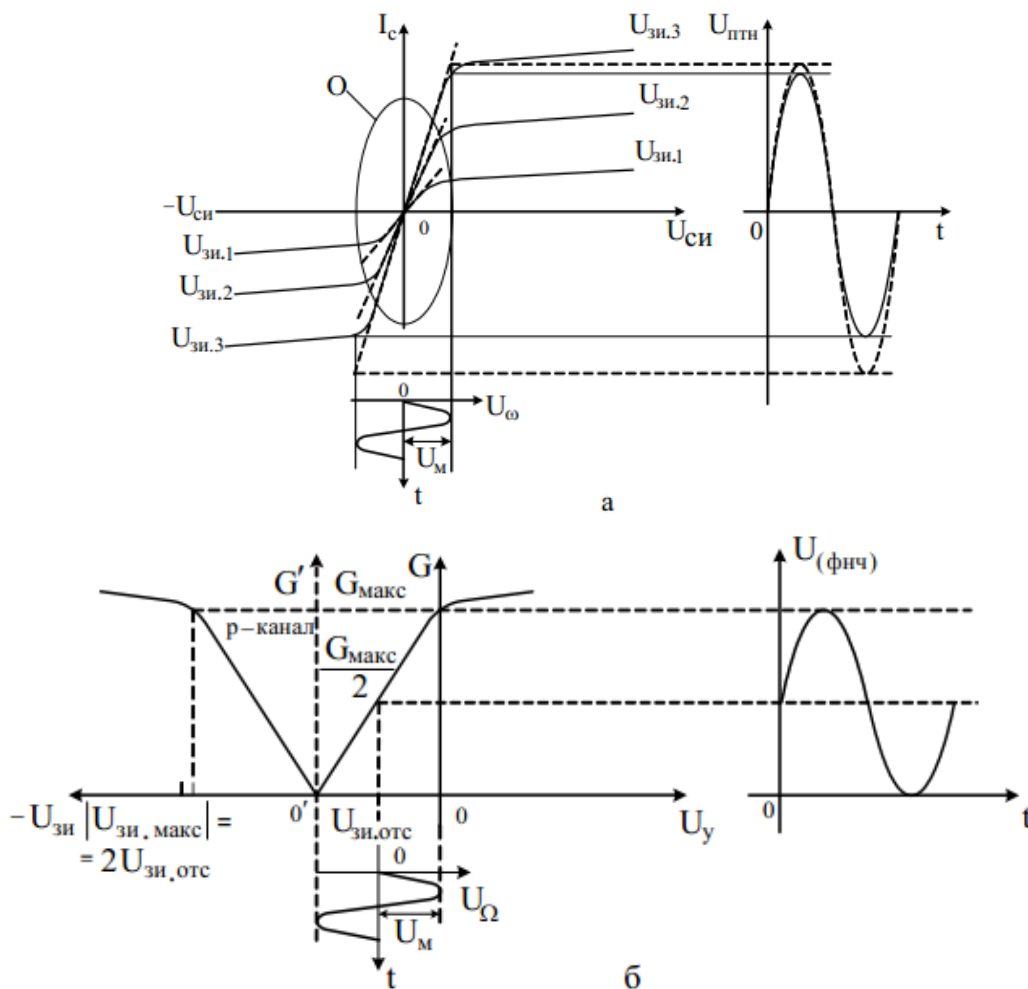 I_c
U_зи.3
U_птн
O
U_зи.2
U_зи.1
-U_си
0
U_си
0
t
U_зи.1
U_зи.2
U_зи.3
0
U_ω
U_м
t
а
G'
G_макс
G
U_(фнч)
р–канал
G_макс
2
-U_зи
|U_зи.макс| =
= 2U_зи.отс
0'
U_зи.отс
0
U_у
0
t
0
U_Ω
U_м
t
б